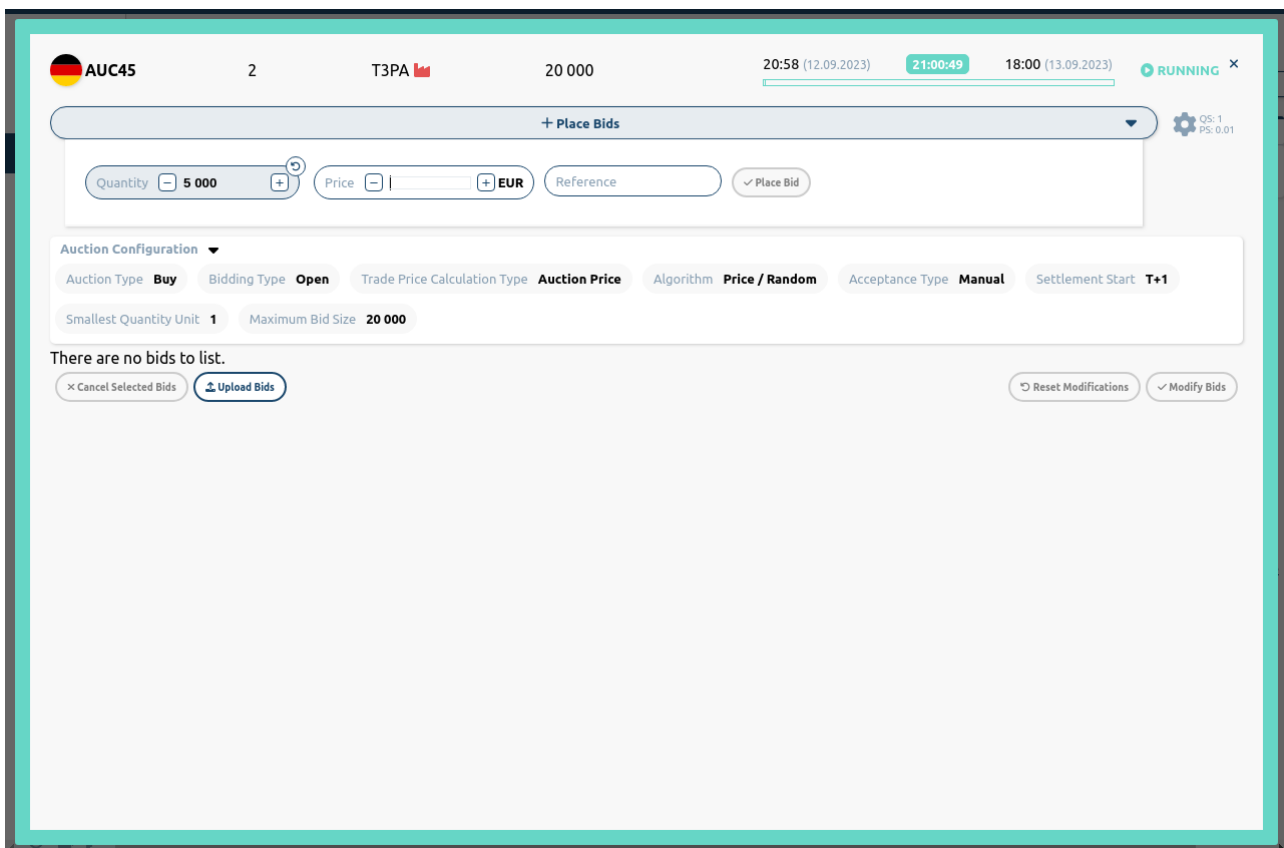 AUC45 2 T3PA 20 000 20:58 (12.09.2023) 21:00:49 18:00 (13.09.2023) RUNNING ×
+ Place Bids
QS: 1
PS: 0.01
Quantity − 5 000 + Price − + EUR Reference ✓ Place Bid
Auction Configuration
Auction Type Buy Bidding Type Open Trade Price Calculation Type Auction Price Algorithm Price / Random Acceptance Type Manual Settlement Start T+1
Smallest Quantity Unit 1 Maximum Bid Size 20 000
There are no bids to list.
× Cancel Selected Bids Upload Bids Reset Modifications ✓ Modify Bids